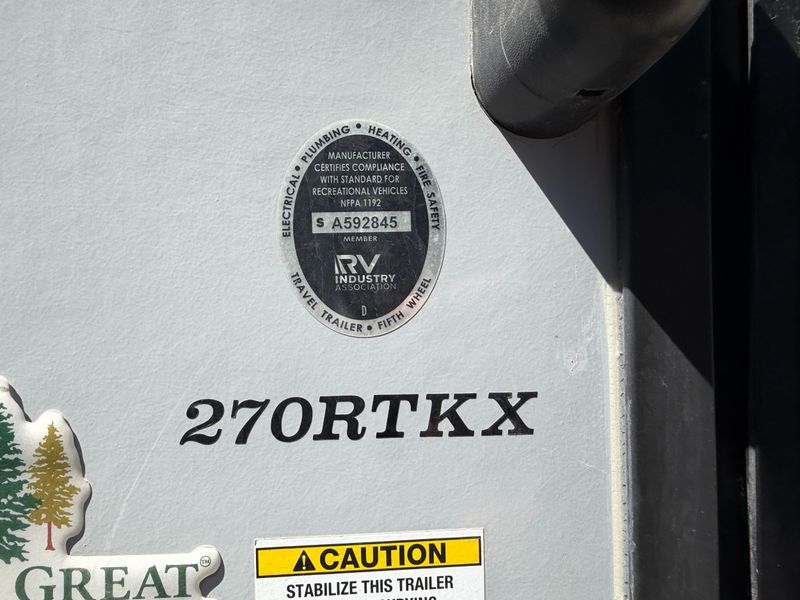 ELECTRICAL • PLUMBING • HEATING • FIRE SAFETY
MANUFACTURER
CERTIFIES COMPLIANCE
WITH STANDARD FOR
RECREATIONAL VEHICLES
NFPA 1192
S A592845
MEMBER
RV
INDUSTRY
ASSOCIATION
D
TRAVEL TRAILER • FIFTH WHEEL
270RTKX
GREAT™
CAUTION
STABILIZE THIS TRAILER